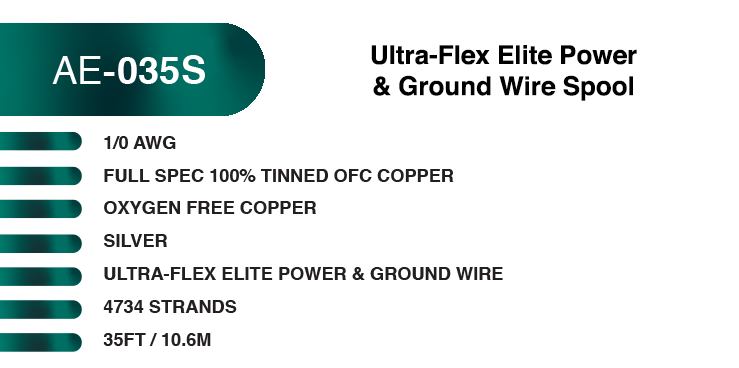 AE-035S
Ultra-Flex Elite Power
& Ground Wire Spool
1/0 AWG
FULL SPEC 100% TINNED OFC COPPER
OXYGEN FREE COPPER
SILVER
ULTRA-FLEX ELITE POWER & GROUND WIRE
4734 STRANDS
35FT / 10.6M